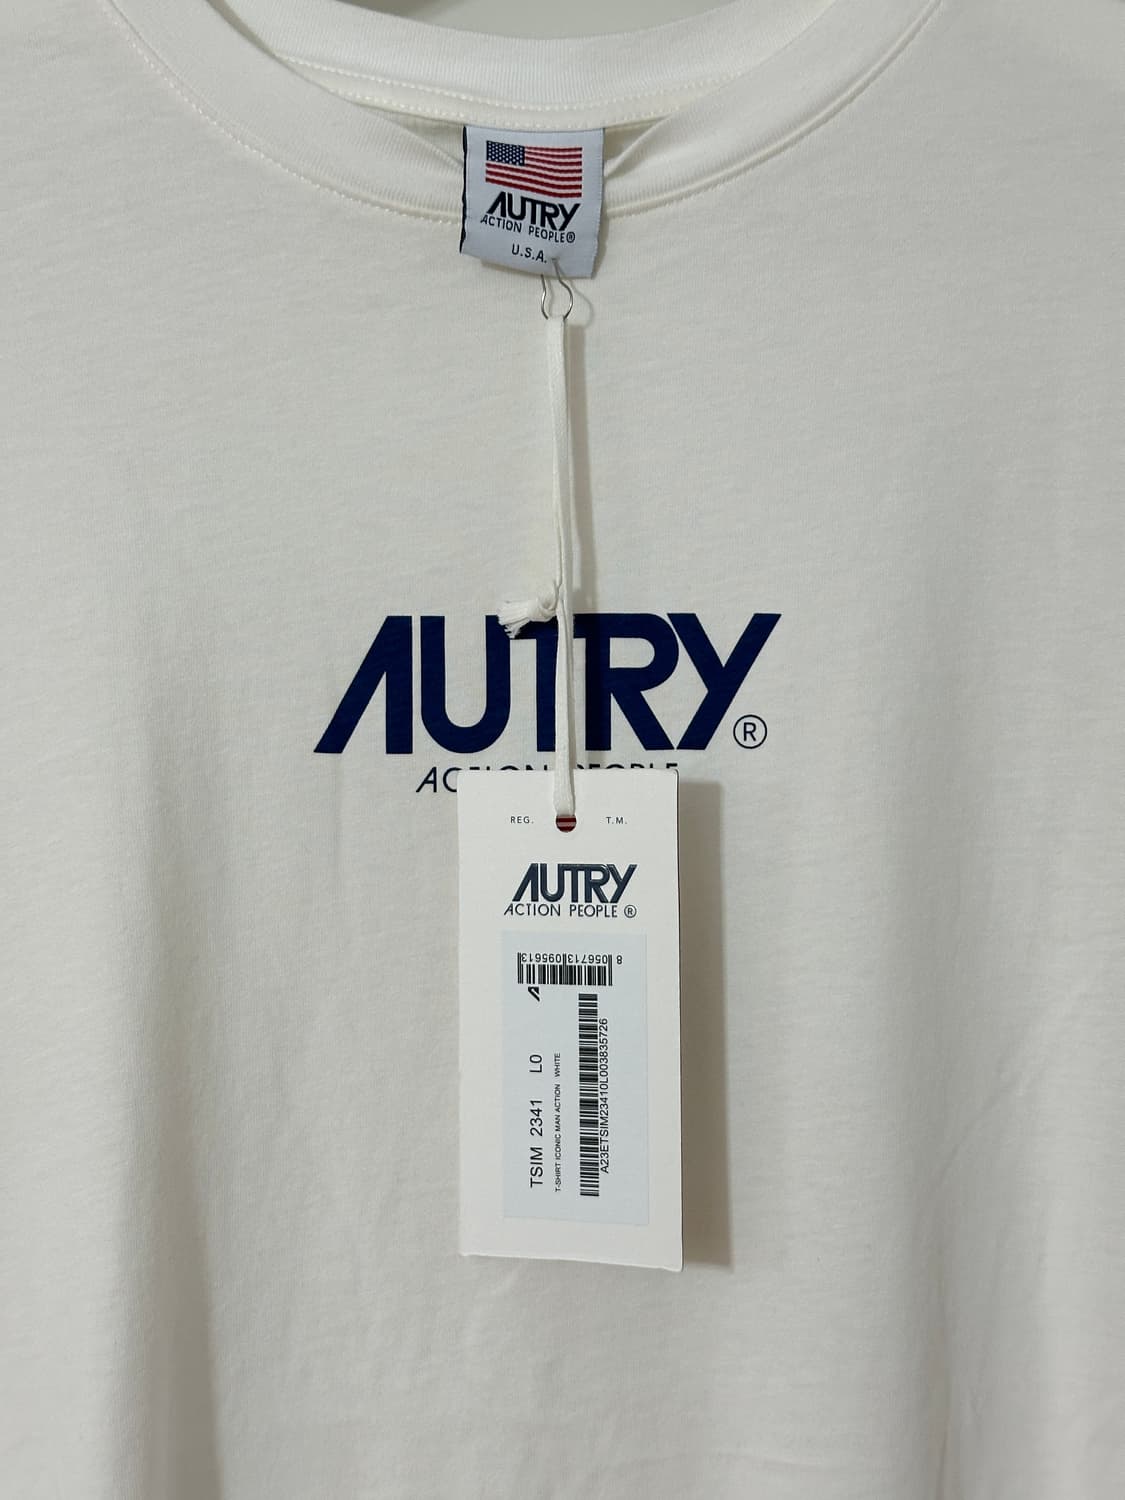 AUTRY
ACTION PEOPLE®
U.S.A.
AUTRY®
ACTION PEOPLE
REG. T.M.
AUTRY
ACTION PEOPLE ®
8 056713 095613
TSIM 2341 L0
T-SHIRT ICONIC MAN ACTION WHITE
A23ETSIM23410L003835726